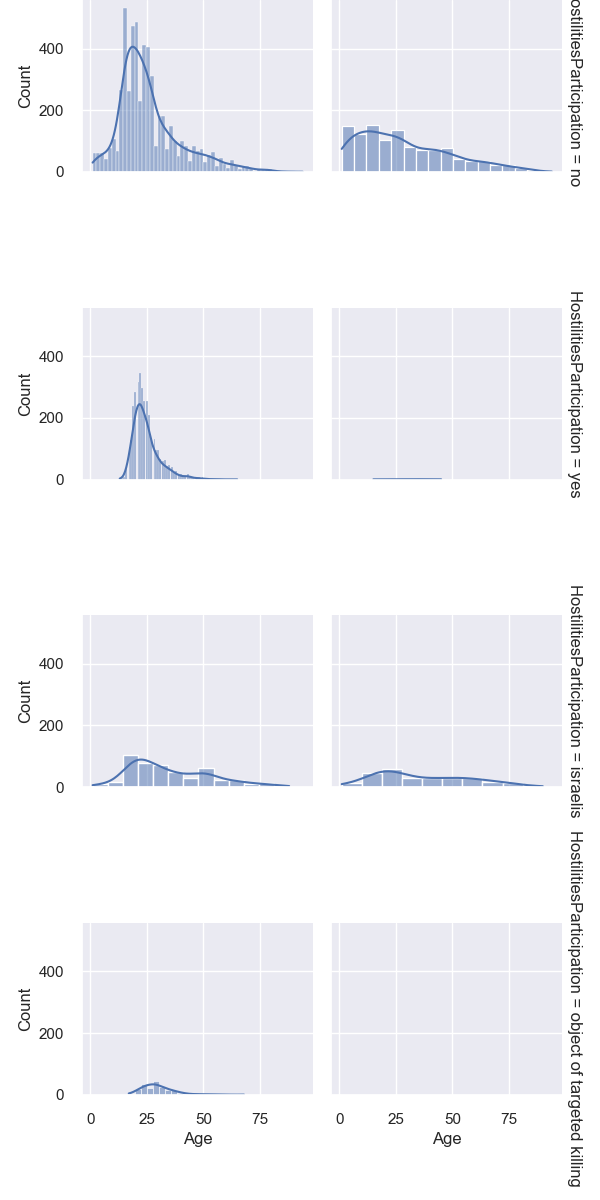 400
200
0
Count
HostilitiesParticipation = no
400
200
0
Count
HostilitiesParticipation = yes
400
200
0
Count
HostilitiesParticipation = israelis
400
200
0
Count
HostilitiesParticipation = object of targeted killing
0 25 50 75
Age
0 25 50 75
Age